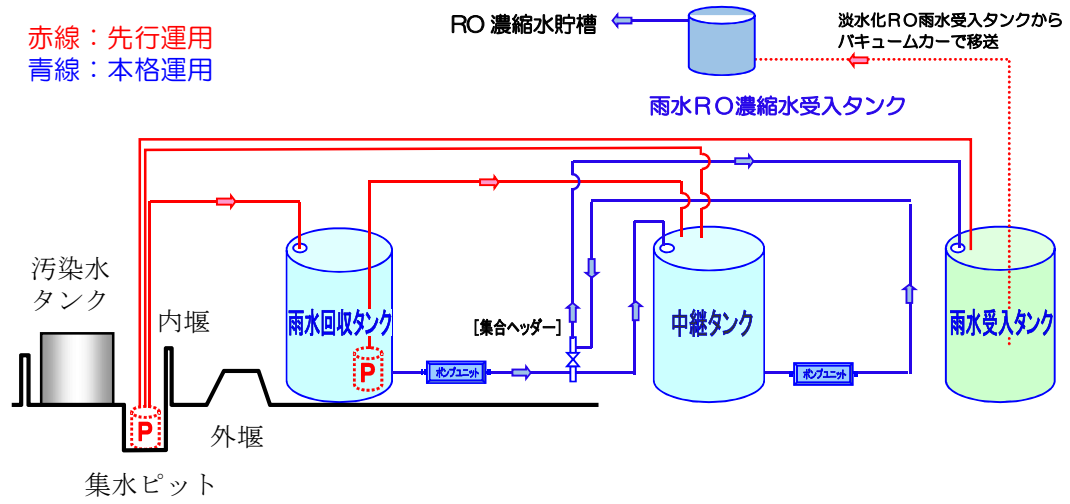 赤線：先行運用
青線：本格運用
RO 濃縮水貯槽
淡水化ＲＯ雨水受入タンクから
バキュームカーで移送
雨水ＲＯ濃縮水受入タンク
汚染水
タンク
内堰
雨水回収タンク
P
ポンプユニット
[集合ヘッダー]
中継タンク
ポンプユニット
雨水受入タンク
P
外堰
集水ピット